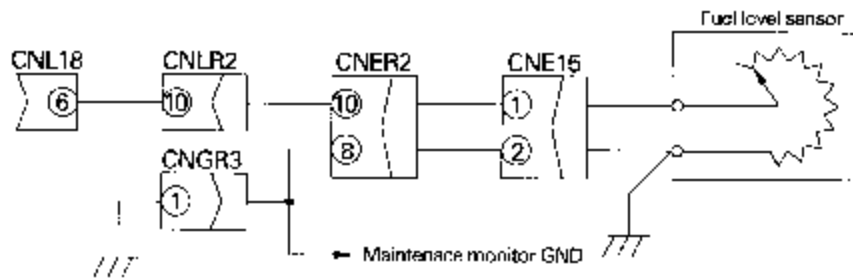 Fuel level sensor
CNL18 CNLR2 CNER2 CNE15
6 10 10 1
8 2
CNGR3
1
Maintenace monitor GND